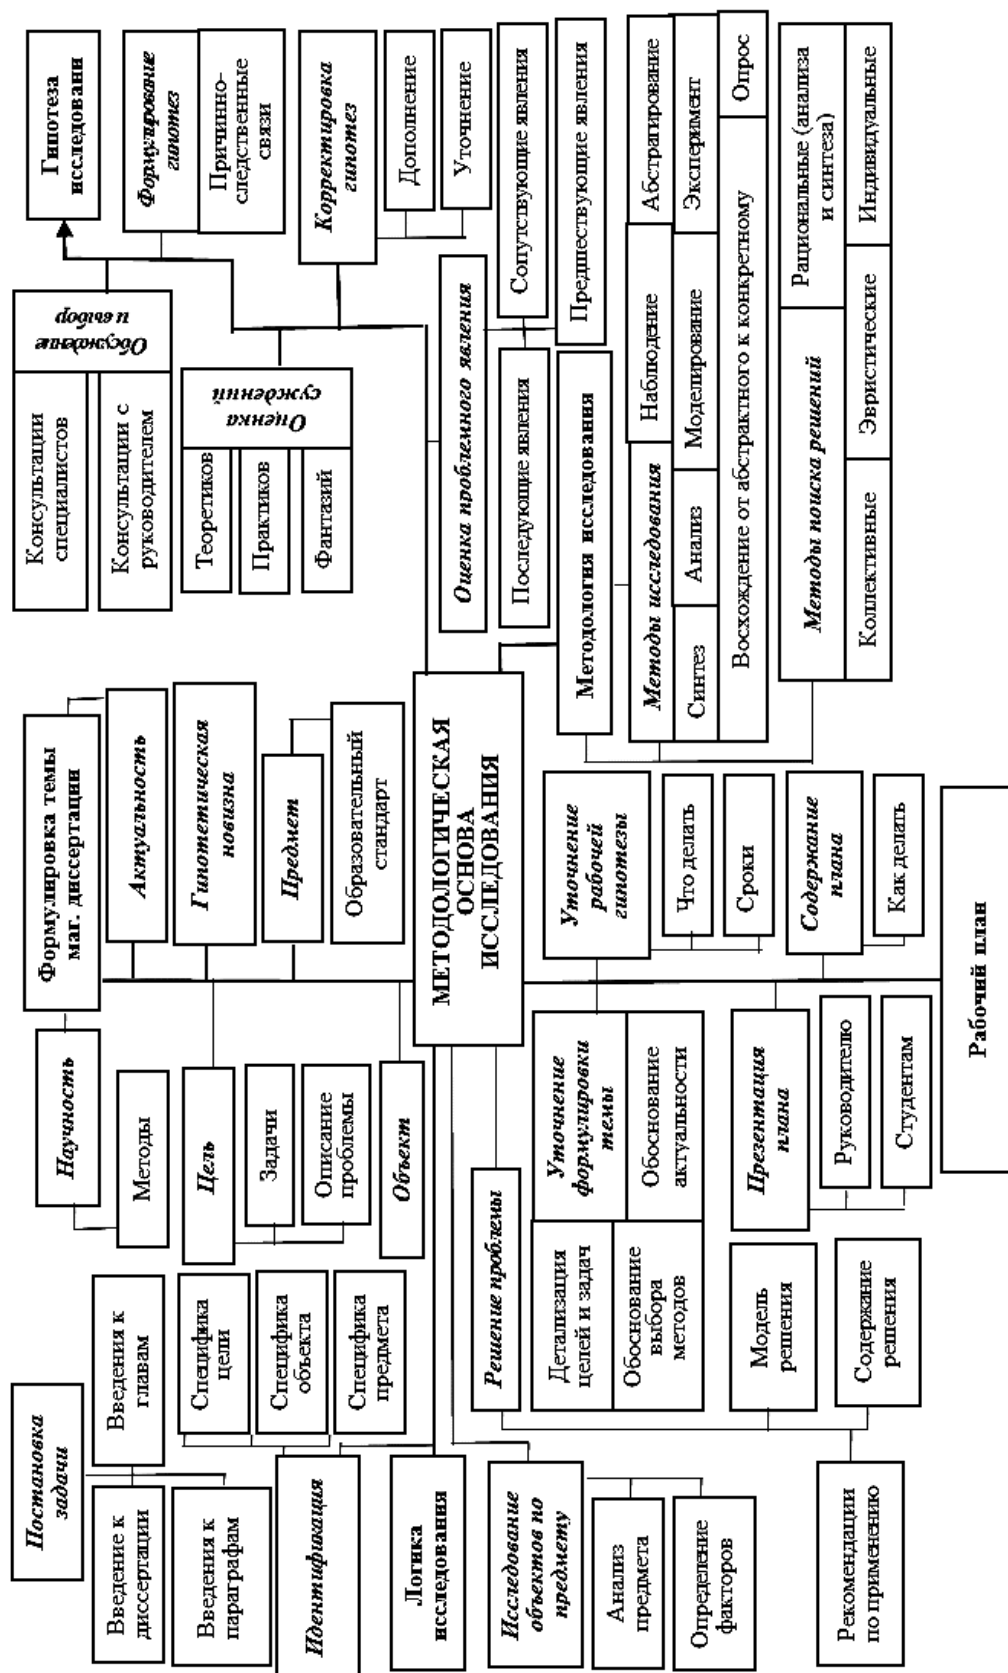 Постановка
задачи
Введение к
диссертации
Введения к
главам
Введения к
параграфам
Идентификация
Специфика
цели
Специфика
объекта
Специфика
предмета
Логика
исследования
Исследование
объектов по
предмету
Анализ
предмета
Определение
факторов
Рекомендации
по применению
Научность
Методы
Цель
Задачи
Описание
проблемы
Объект
Решение проблемы
Детализация
целей и задач
Обоснование
выбора
методов
Уточнение
формулировки
темы
Обоснование
актуальности
Модель
решения
Содержание
решения
Презентация
плана
Руководителю
Студентам
Формулировка темы
маг. диссертации
Актуальность
Гипотетическая
новизна
Предмет
Образовательный
стандарт
МЕТОДОЛОГИЧЕСКАЯ
ОСНОВА
ИССЛЕДОВАНИЯ
Уточнение
рабочей
гипотезы
Что делать
Сроки
Содержание
плана
Как делать
Рабочий план
Консультации
специалистов
Консультации с
руководителем
Обсуждение
и выбор
Теоретиков
Практиков
Фантазий
Оценка
суждений
Гипотеза
исследовани
Формулирование
гипотез
Причинно-
следственные
связи
Корректировка
гипотез
Дополнение
Уточнение
Оценка проблемного явления
Последующие явления
Сопутствующие явления
Предшествующие явления
Методология исследования
Методы исследования
Наблюдение
Абстрагирование
Синтез
Анализ
Моделирование
Эксперимент
Восхождение от абстрактного к конкретному
Опрос
Методы поиска решений
Рациональные (анализа
и синтеза)
Коллективные
Эвристические
Индивидуальные